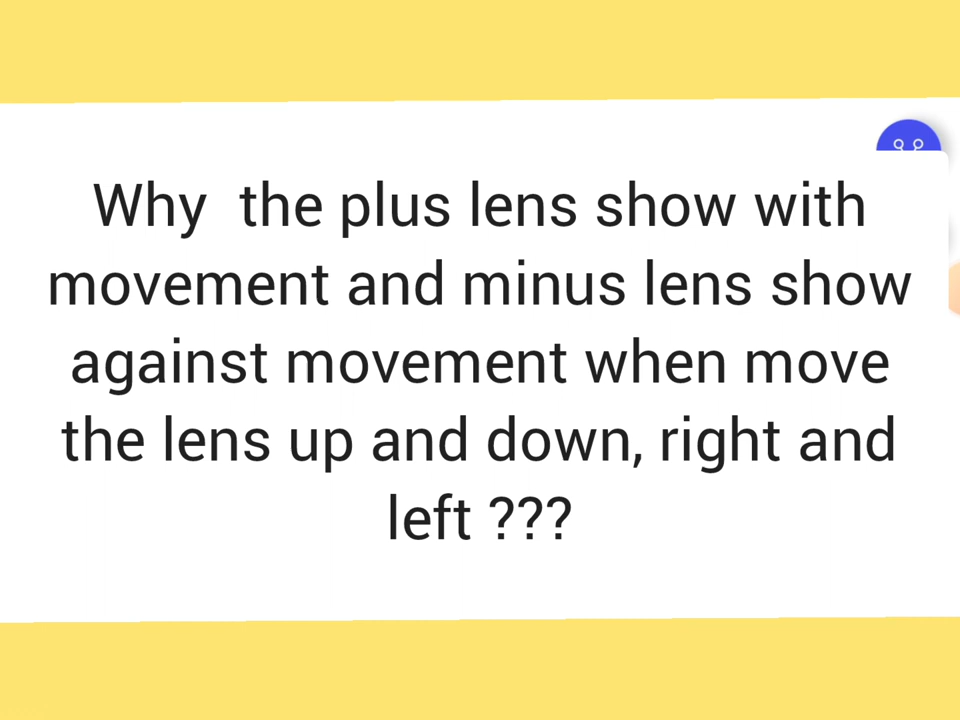 Why  the plus lens show with
movement and minus lens show
against movement when move
the lens up and down, right and
left ???